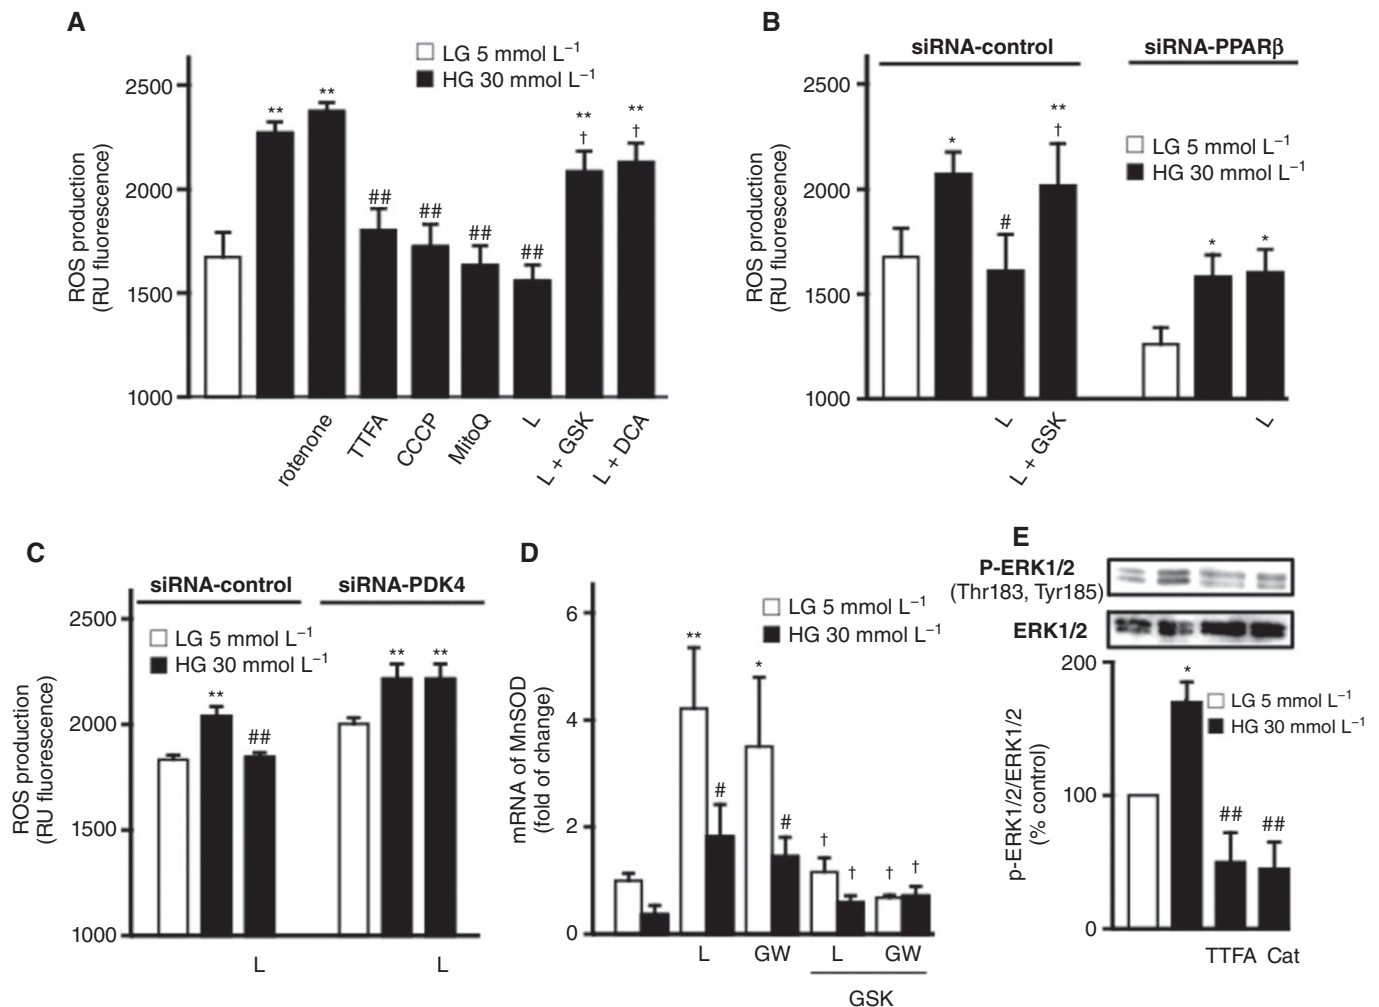 A
LG 5 mmol L⁻¹
HG 30 mmol L⁻¹
ROS production
(RU fluorescence)
2500
2000
1500
1000
**
**
##
##
##
##
**
†
**
†
rotenone
TTFA
CCCP
MitoQ
L
L + GSK
L + DCA
B
siRNA-control
siRNA-PPARβ
LG 5 mmol L⁻¹
HG 30 mmol L⁻¹
ROS production
(RU fluorescence)
2500
2000
1500
1000
*
#
**
†
*
*
L
L + GSK
L
C
siRNA-control
siRNA-PDK4
LG 5 mmol L⁻¹
HG 30 mmol L⁻¹
ROS production
(RU fluorescence)
2500
2000
1500
1000
**
##
**
**
L
L
D
LG 5 mmol L⁻¹
HG 30 mmol L⁻¹
mRNA of MnSOD
(fold of change)
6
4
2
0
**
#
*
#
†
†
†
†
L
GW
L
GW
GSK
E
P-ERK1/2
(Thr183, Tyr185)
ERK1/2
LG 5 mmol L⁻¹
HG 30 mmol L⁻¹
p-ERK1/2/ERK1/2
(% control)
200
100
0
*
##
##
TTFA
Cat